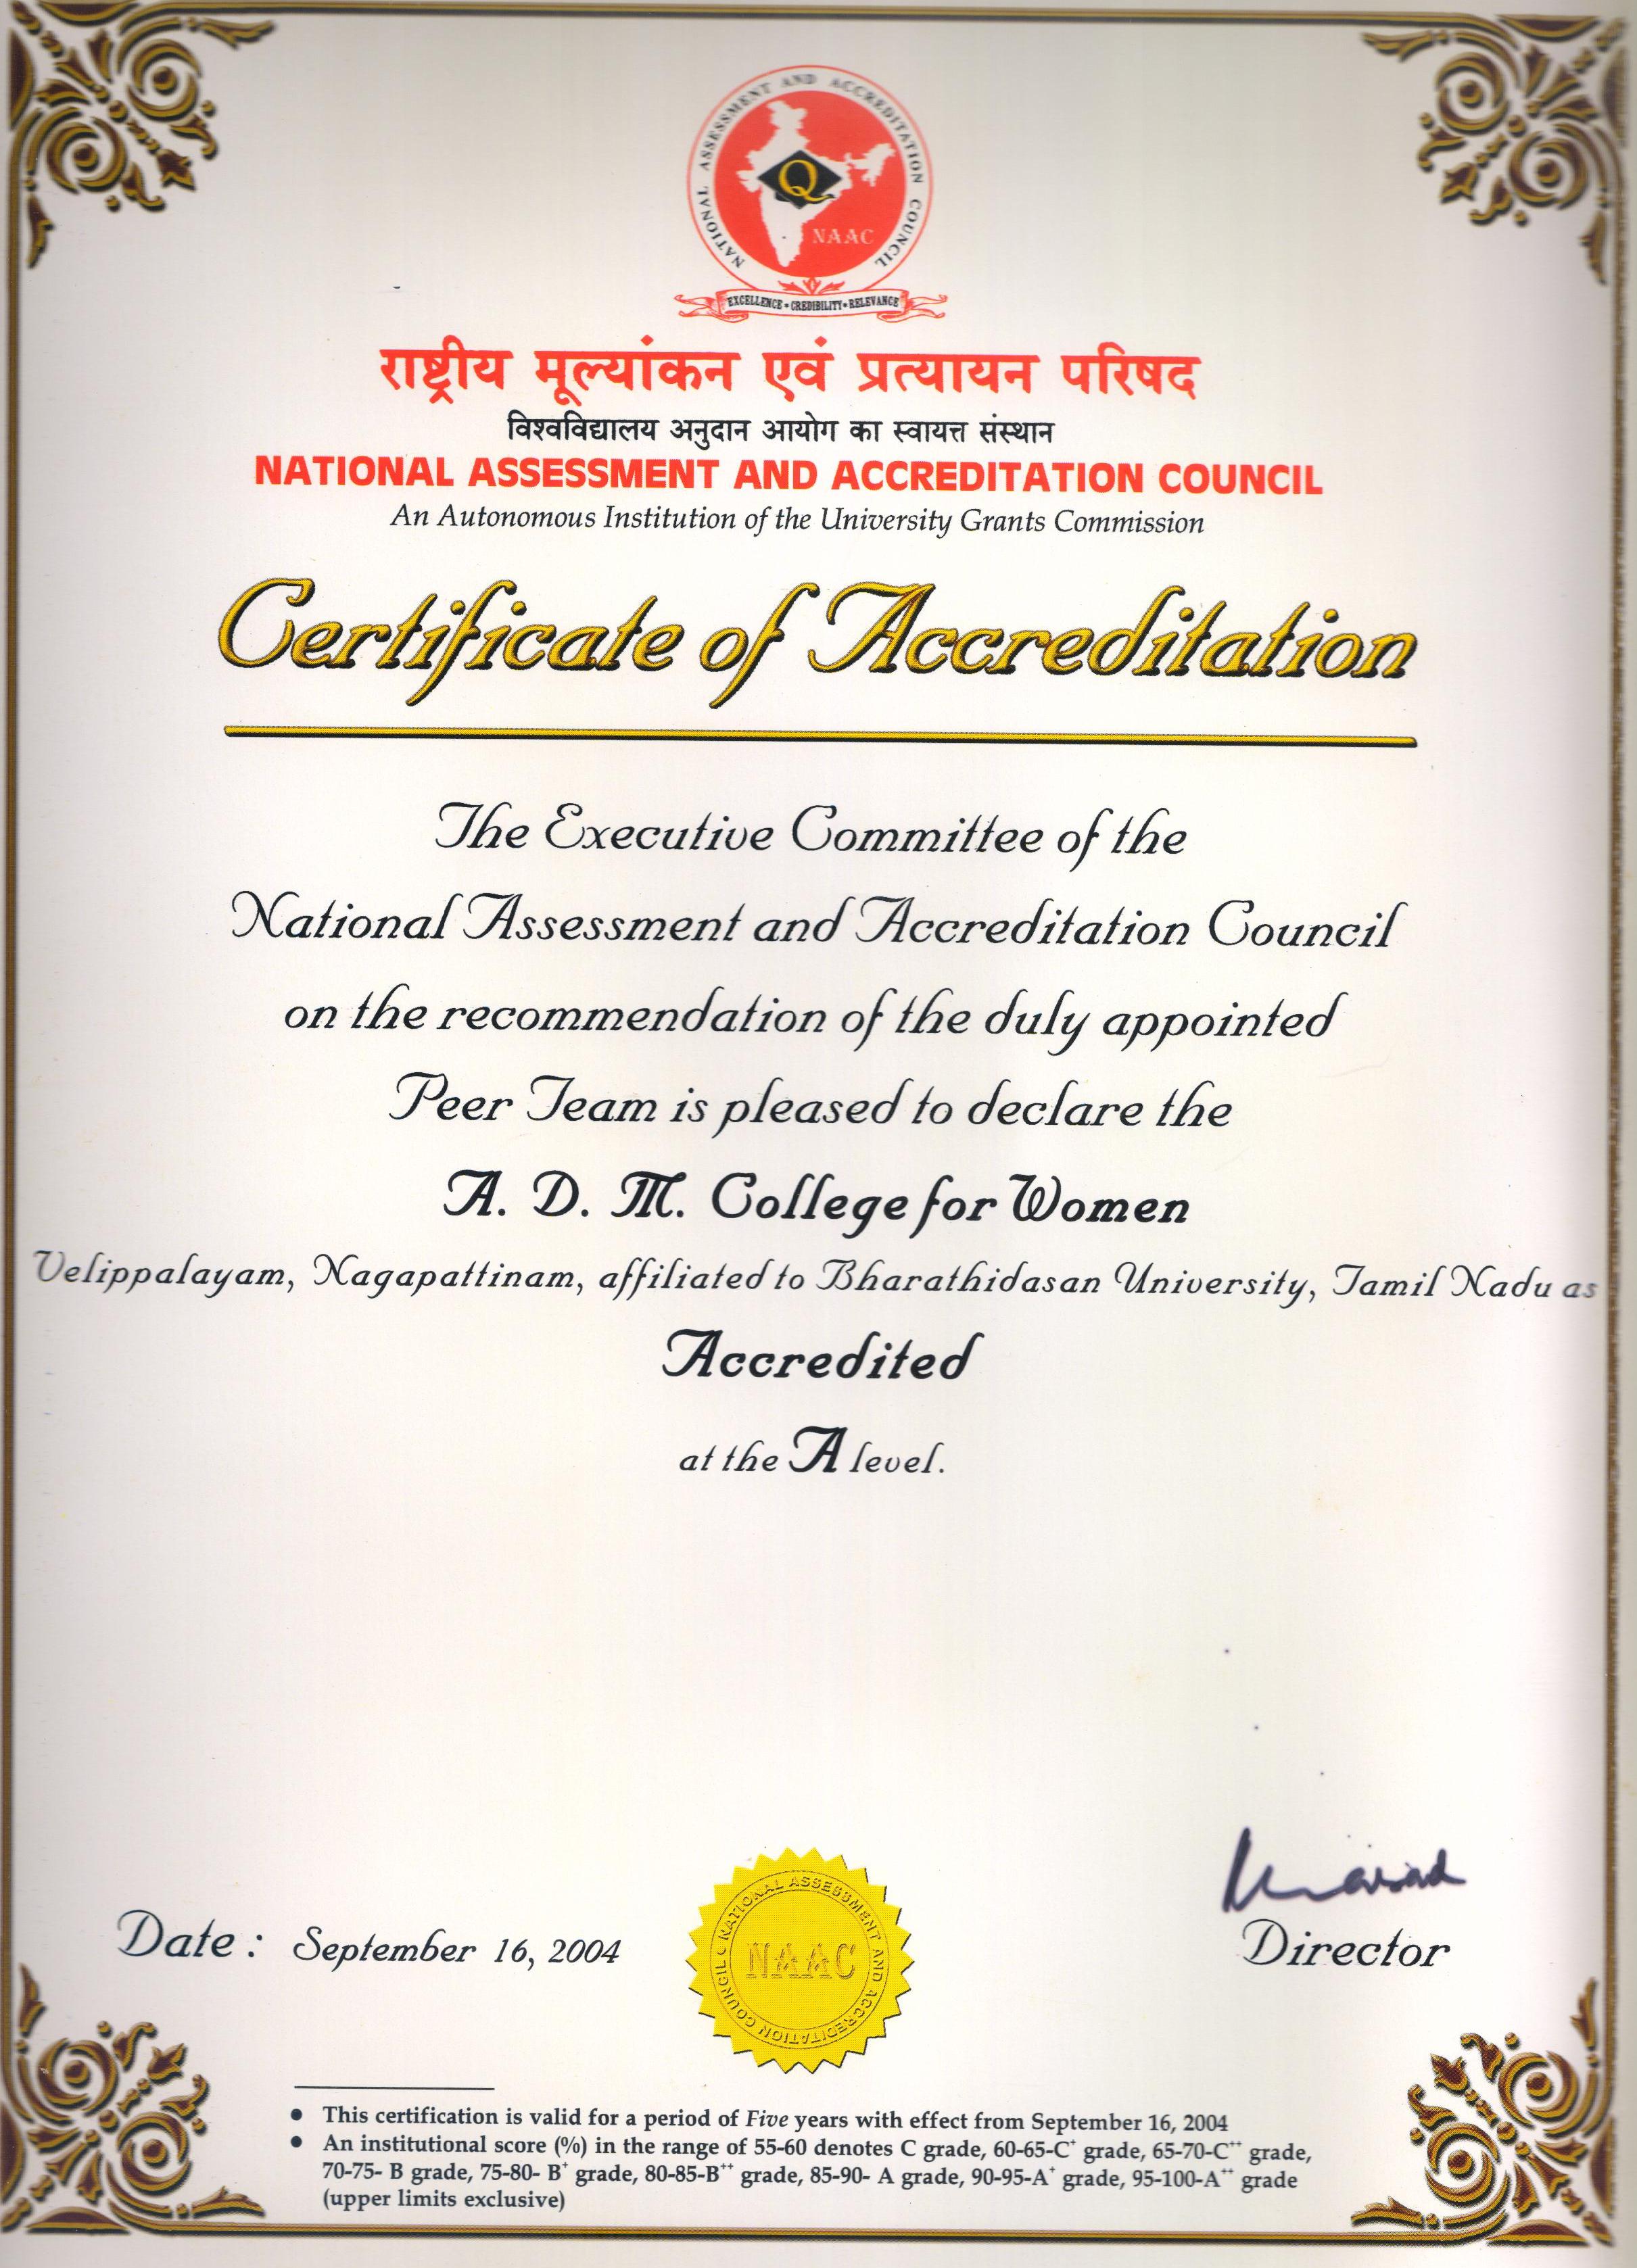 NATIONAL ASSESSMENT AND ACCREDITATION COUNCIL
Q
NAAC
EXCELLENCE • CREDIBILITY • RELEVANCE
राष्ट्रीय मूल्यांकन एवं प्रत्यायन परिषद
विश्वविद्यालय अनुदान आयोग का स्वायत्त संस्थान
NATIONAL ASSESSMENT AND ACCREDITATION COUNCIL
An Autonomous Institution of the University Grants Commission
Certificate of Accreditation
The Executive Committee of the
National Assessment and Accreditation Council
on the recommendation of the duly appointed
Peer Team is pleased to declare the
A. D. M. College for Women
Velippalayam, Nagapattinam, affiliated to Bharathidasan University, Tamil Nadu as
Accredited
at the A level.
Date : September 16, 2004
NATIONAL ASSESSMENT AND ACCREDITATION COUNCIL
NAAC
Director
• This certification is valid for a period of Five years with effect from September 16, 2004
• An institutional score (%) in the range of 55-60 denotes C grade, 60-65-C⁺ grade, 65-70-C⁺⁺ grade,
70-75- B grade, 75-80- B⁺ grade, 80-85-B⁺⁺ grade, 85-90- A grade, 90-95-A⁺ grade, 95-100-A⁺⁺ grade
(upper limits exclusive)